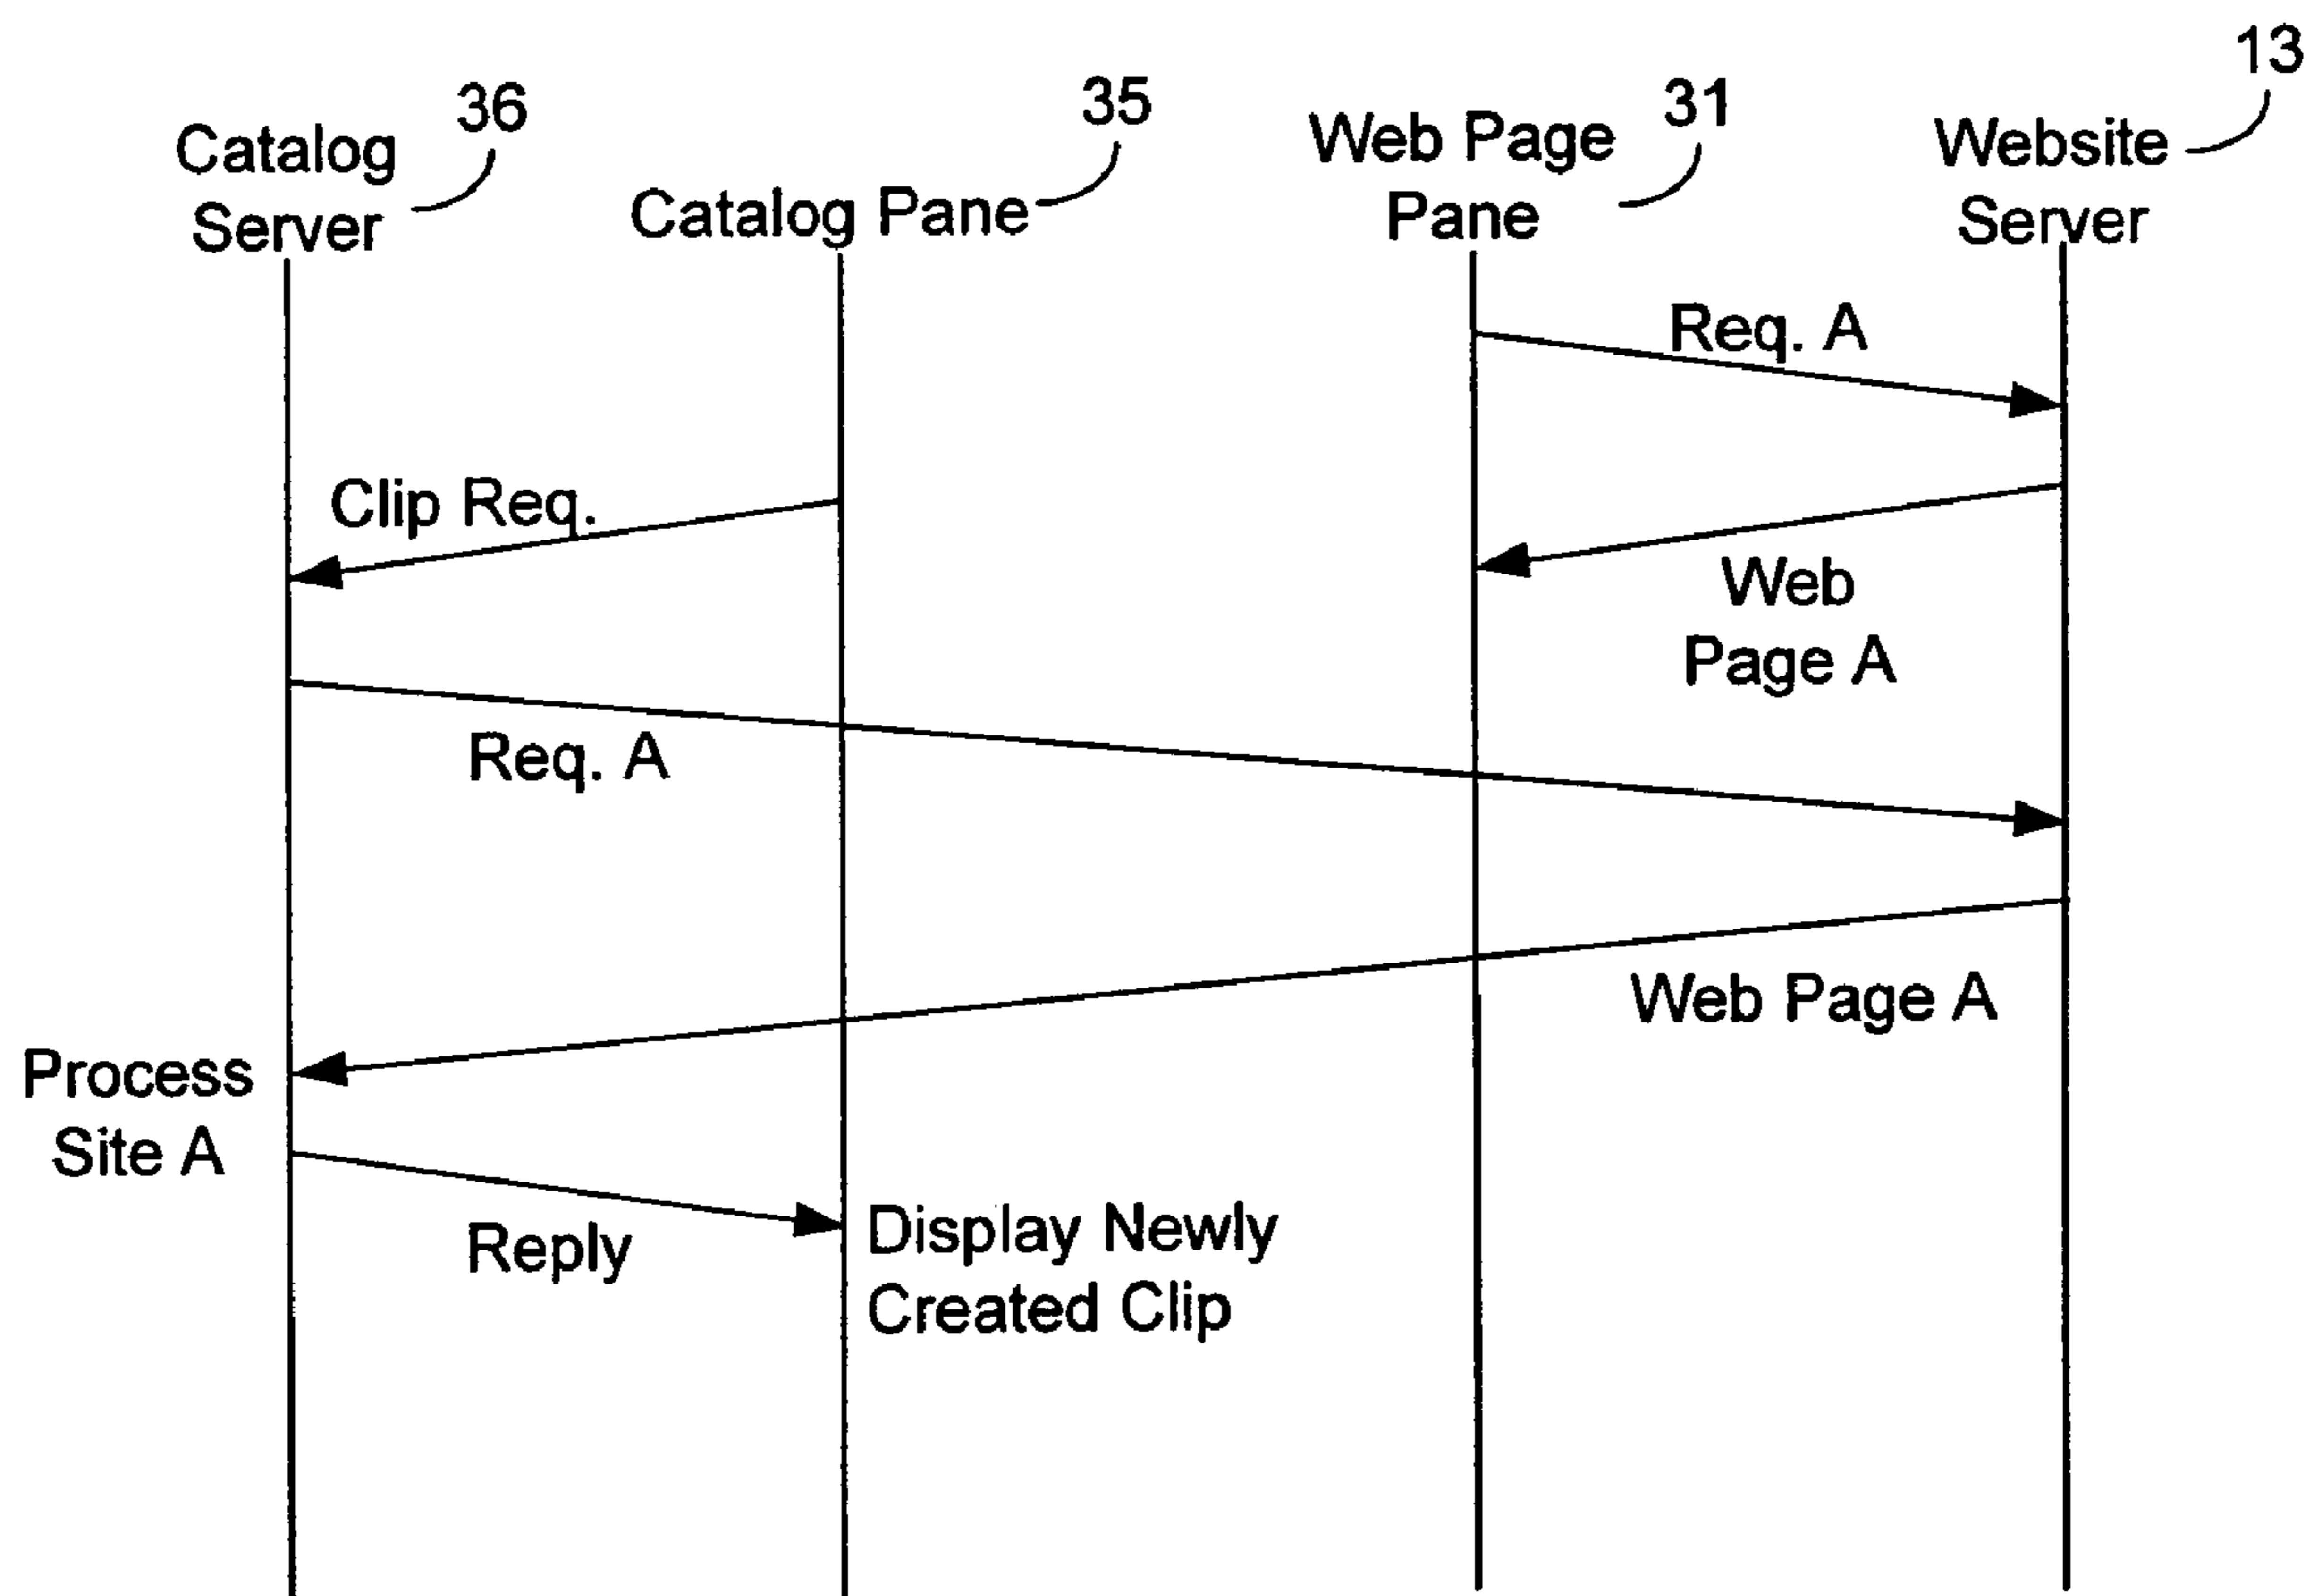 13
36
35
31
Catalog
Server
Catalog Pane
Web Page
Pane
Website
Server
Req. A
Clip Req.
Web
Page A
Req. A
Web Page A
Process
Site A
Reply
Display Newly
Created Clip